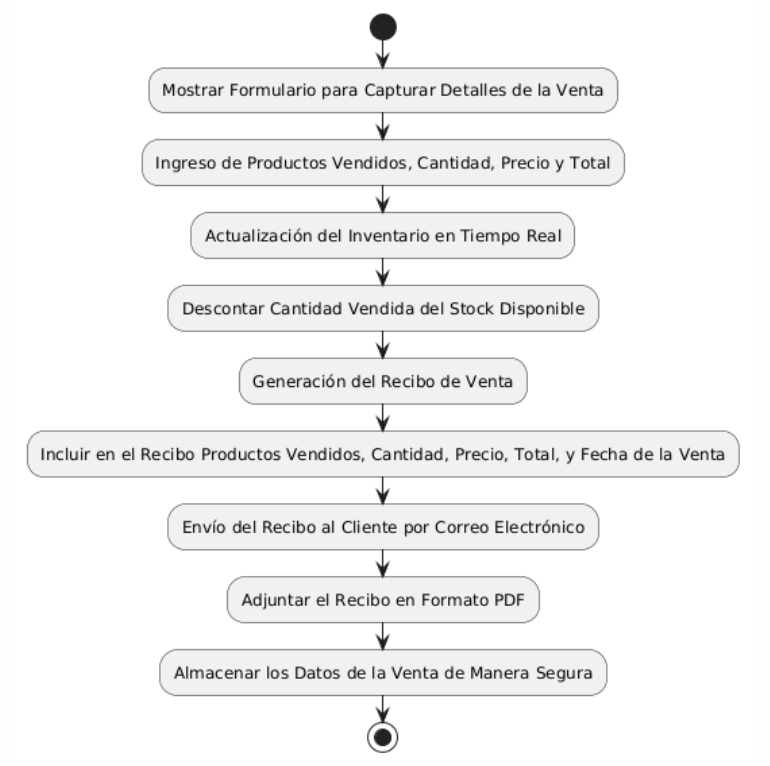 Mostrar Formulario para Capturar Detalles de la Venta
Ingreso de Productos Vendidos, Cantidad, Precio y Total
Actualización del Inventario en Tiempo Real
Descontar Cantidad Vendida del Stock Disponible
Generación del Recibo de Venta
Incluir en el Recibo Productos Vendidos, Cantidad, Precio, Total, y Fecha de la Venta
Envío del Recibo al Cliente por Correo Electrónico
Adjuntar el Recibo en Formato PDF
Almacenar los Datos de la Venta de Manera Segura